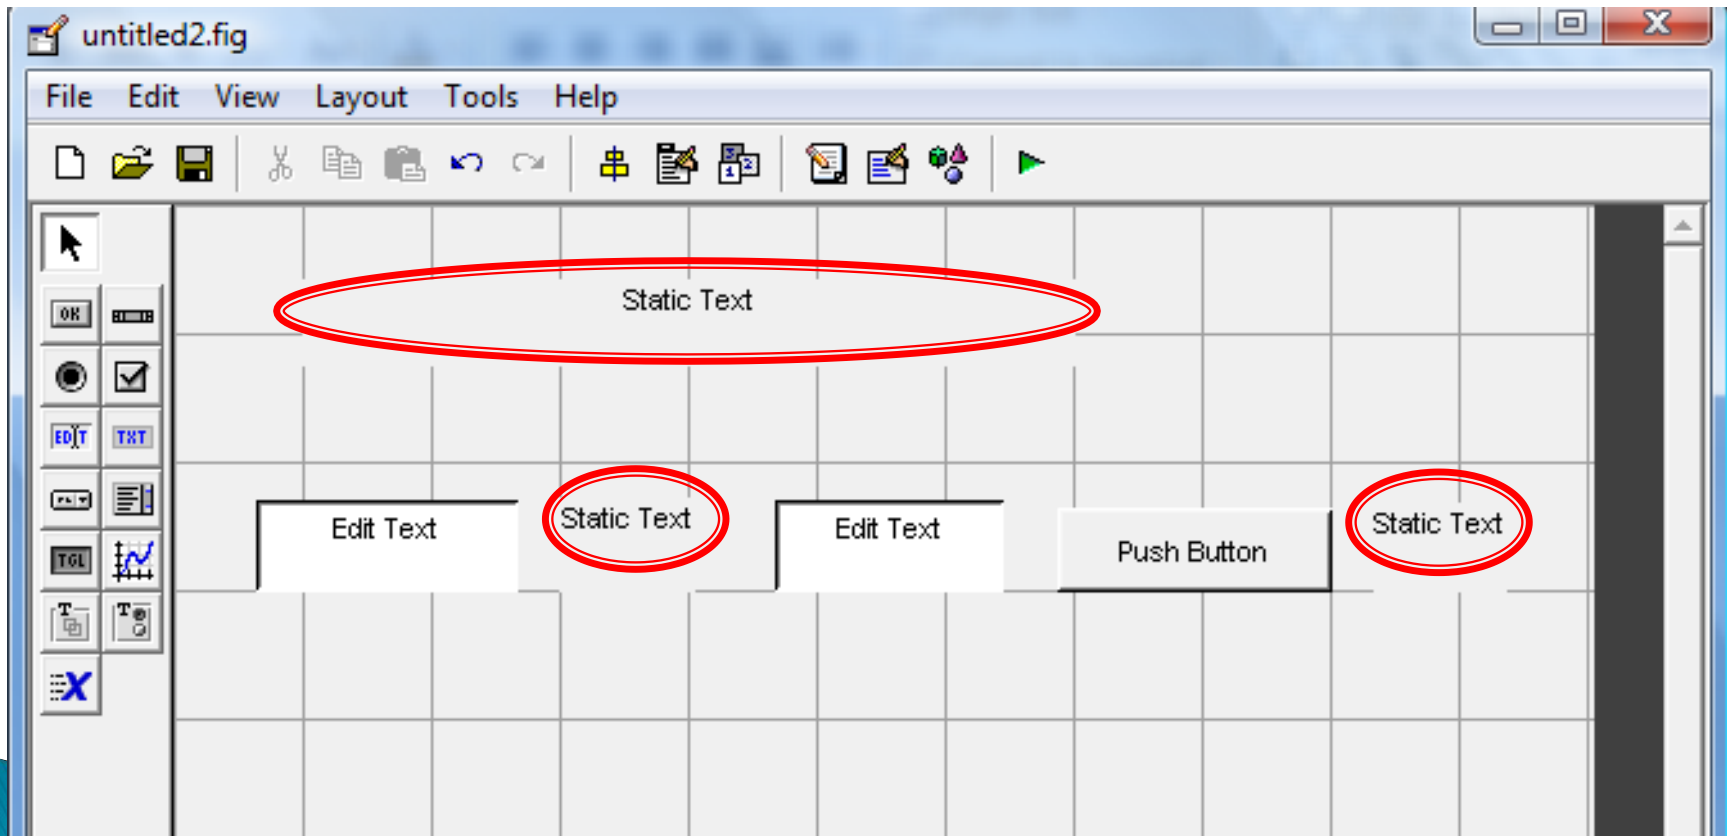 untitled2.fig
File Edit View Layout Tools Help
Static Text
OK
EDIT TXT
Edit Text Static Text Edit Text Push Button Static Text
TGL
T T
X